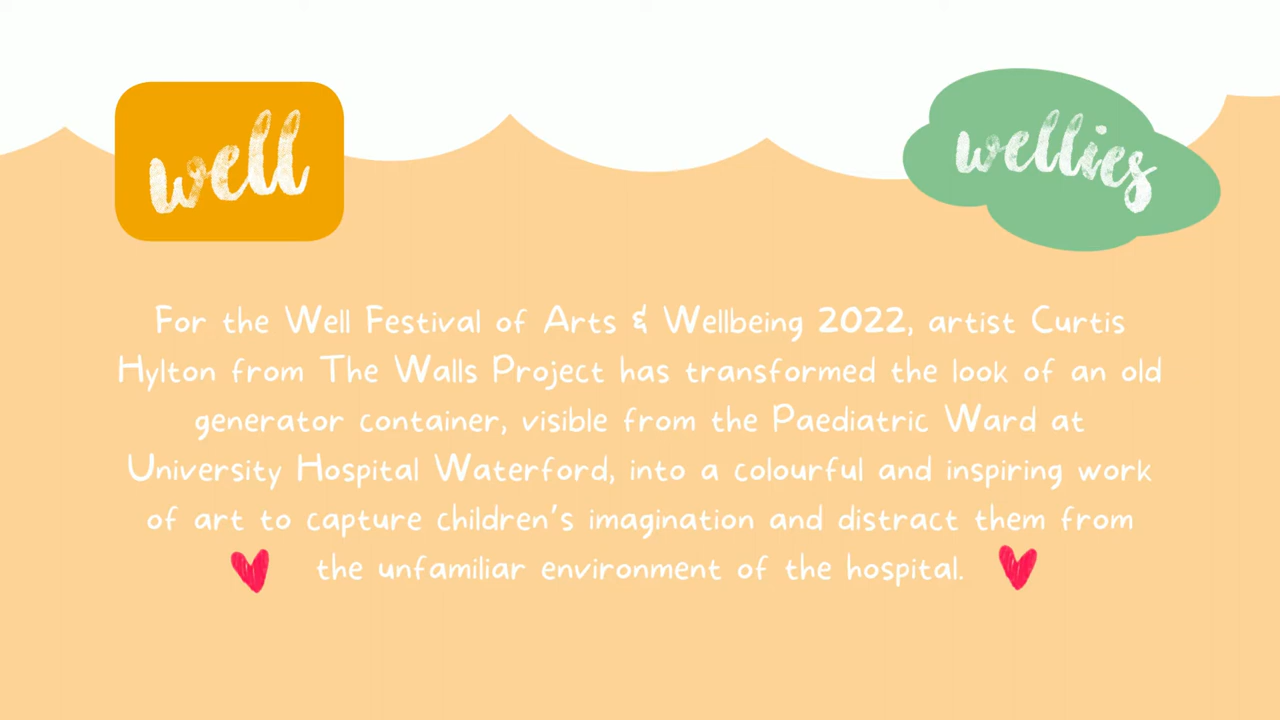 well
wellies
For the Well Festival of Arts & Wellbeing 2022, artist Curtis
Hylton from The Walls Project has transformed the look of an old
generator container, visible from the Paediatric Ward at
University Hospital Waterford, into a colourful and inspiring work
of art to capture children's imagination and distract them from
the unfamiliar environment of the hospital.